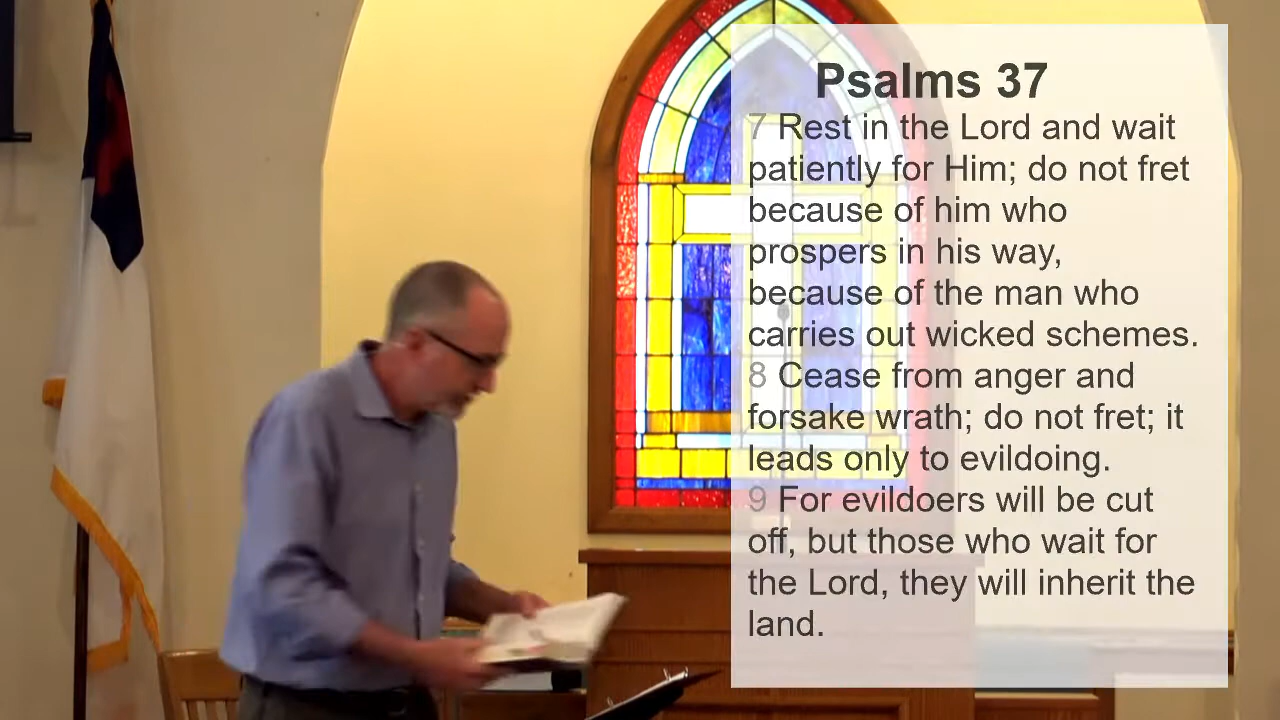 Psalms 37
7 Rest in the Lord and wait
patiently for Him; do not fret
because of him who
prospers in his way,
because of the man who
carries out wicked schemes.
8 Cease from anger and
forsake wrath; do not fret; it
leads only to evildoing.
9 For evildoers will be cut
off, but those who wait for
the Lord, they will inherit the
land.